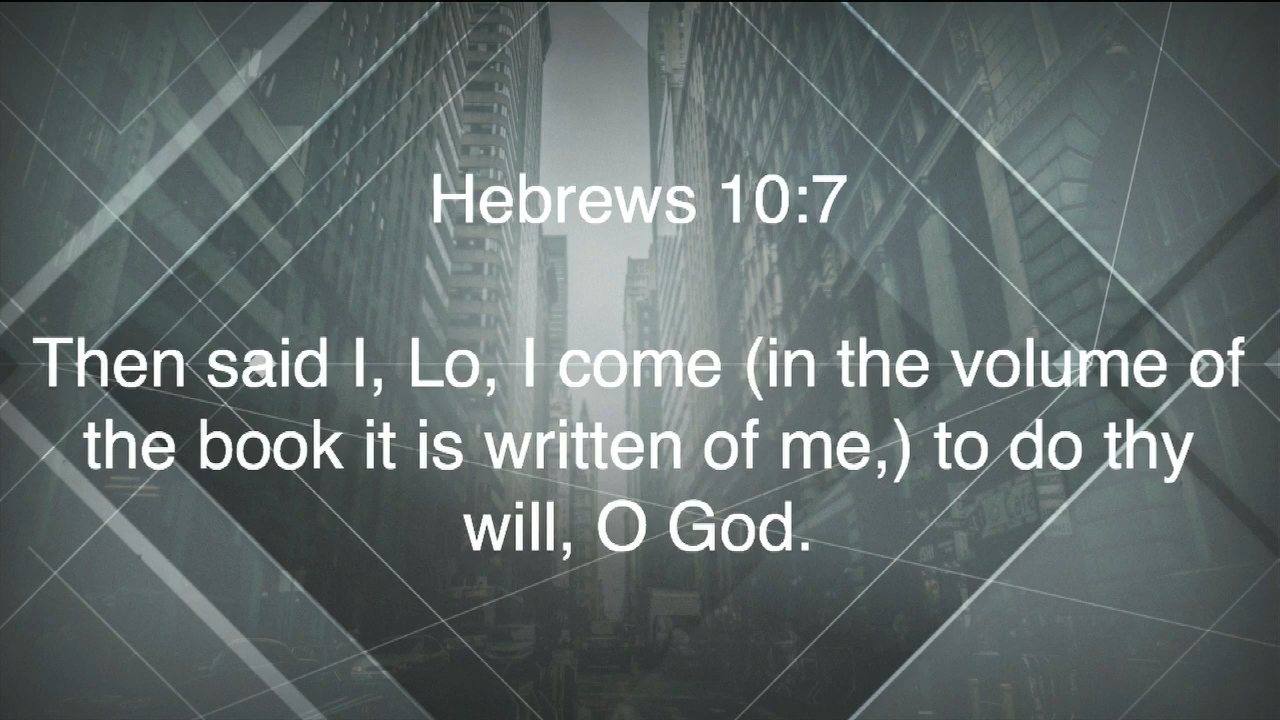 Hebrews 10:7
Then said I, Lo, I come (in the volume of
the book it is written of me,) to do thy
will, O God.